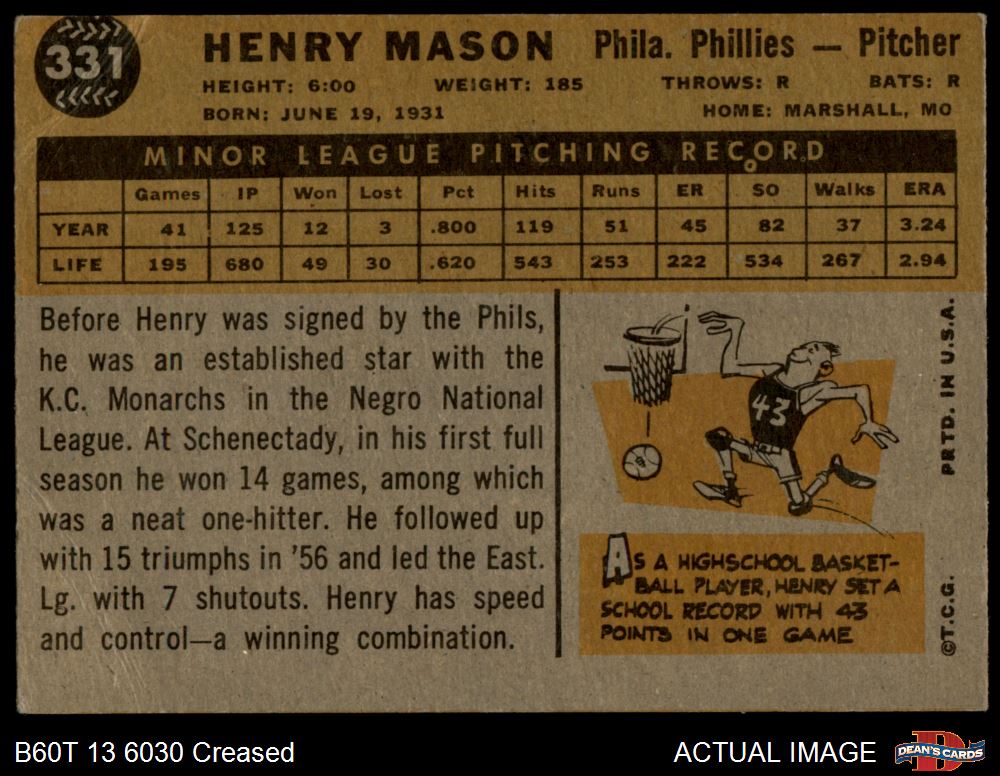 331
HENRY MASON Phila. Phillies — Pitcher
HEIGHT: 6:00 WEIGHT: 185 THROWS: R BATS: R
BORN: JUNE 19, 1931 HOME: MARSHALL, MO
MINOR LEAGUE PITCHING RECORD
Games IP Won Lost Pct Hits Runs ER SO Walks ERA
YEAR 41 125 12 3 .800 119 51 45 82 37 3.24
LIFE 195 680 49 30 .620 543 253 222 534 267 2.94
Before Henry was signed by the Phils,
he was an established star with the
K.C. Monarchs in the Negro National
League. At Schenectady, in his first full
season he won 14 games, among which
was a neat one-hitter. He followed up
with 15 triumphs in '56 and led the East.
Lg. with 7 shutouts. Henry has speed
and control—a winning combination.
43
AS A HIGHSCHOOL BASKET-
BALL PLAYER, HENRY SET A
SCHOOL RECORD WITH 43
POINTS IN ONE GAME
©T.C.G. PRTD. IN U.S.A.
B60T 13 6030 Creased ACTUAL IMAGE
DEAN'S CARDS